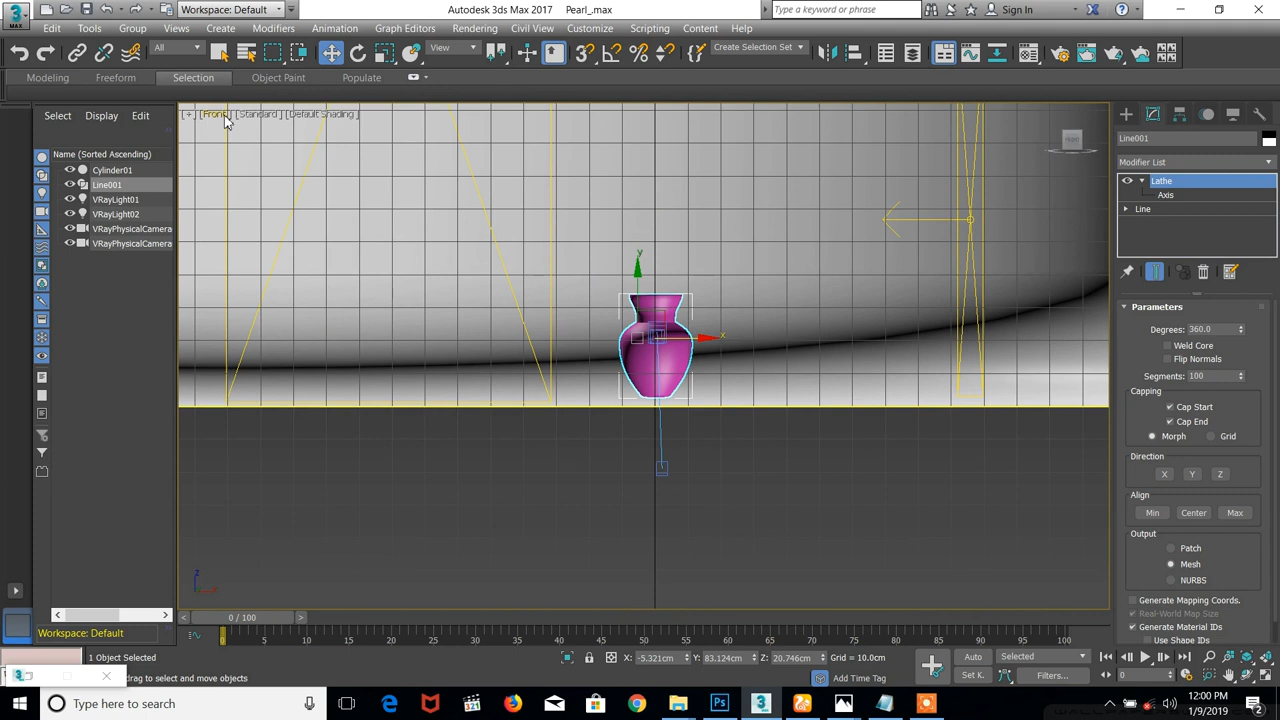 Workspace: Default
Autodesk 3ds Max 2017    Pearl_.max
Type a keyword or phrase
Sign In
MAX
Edit Tools Group Views Create Modifiers Animation Graph Editors Rendering Civil View Customize Scripting Content Help
All
View
Create Selection Set
Modeling Freeform Selection Object Paint Populate
Select Display Edit
[+] [Front] [Standard] [Default Shading]
Name (Sorted Ascending)
Cylinder01
Line001
VRayLight01
VRayLight02
VRayPhysicalCamera
VRayPhysicalCamera
FRONT
y
x
z
Line001
Modifier List
Lathe
Axis
Line
Parameters
Degrees: 360.0
Weld Core
Flip Normals
Segments: 100
Capping
Cap Start
Cap End
Morph Grid
Direction
X Y Z
Align
Min Center Max
Output
Patch
Mesh
NURBS
Generate Mapping Coords.
Real-World Map Size
Generate Material IDs
Use Shape IDs
0 / 100
Workspace: Default
0 5 10 15 20 25 30 35 40 45 50 55 60 65 70 75 80 85 90 95 100
1 Object Selected
X: -5.321cm Y: 83.124cm Z: 20.746cm Grid = 10.0cm
Auto Selected
drag to select and move objects
Add Time Tag
Set K. Filters...
0
Type here to search
12:00 PM
1/9/2019